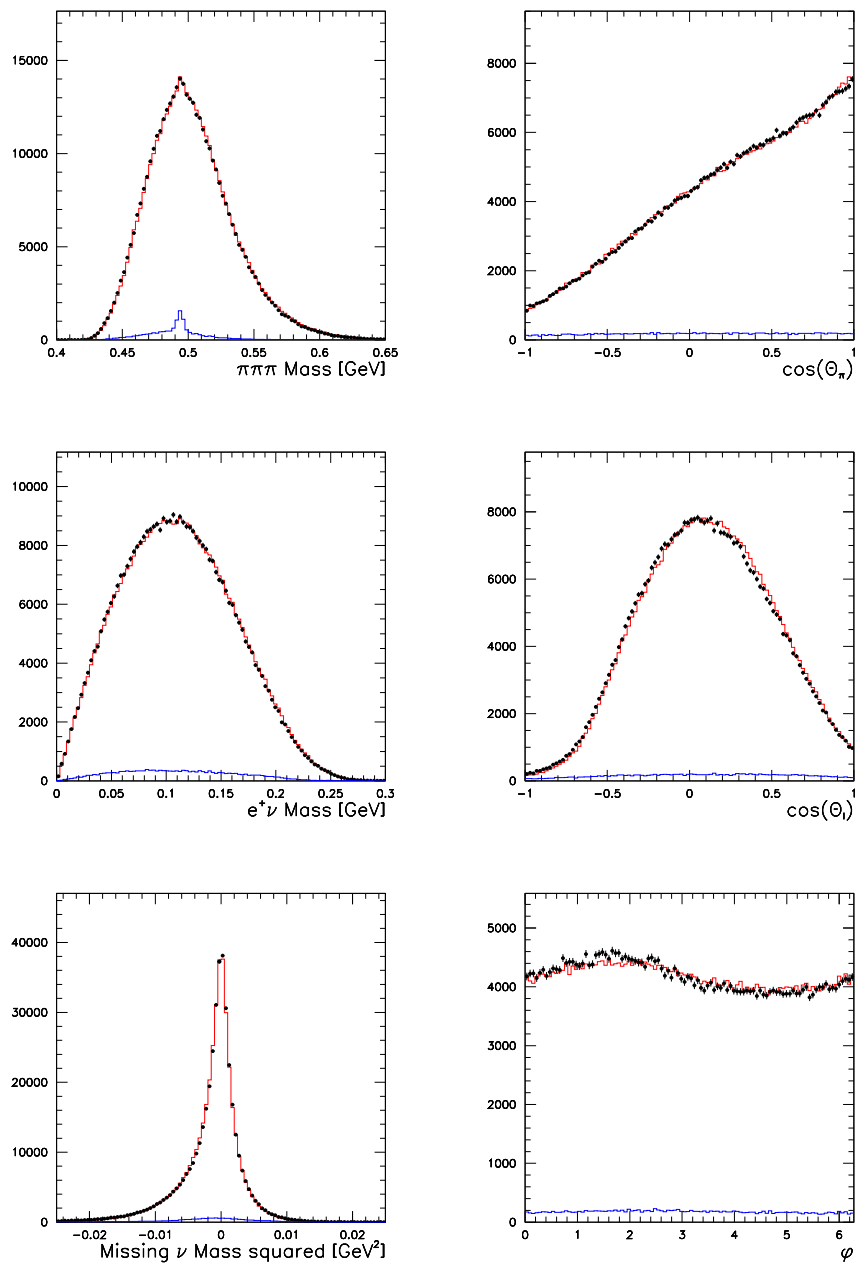 15000
10000
5000
0
0.4 0.45 0.5 0.55 0.6 0.65
πππ Mass [GeV]
8000
6000
4000
2000
0
-1 -0.5 0 0.5 1
cos(Θπ)
10000
8000
6000
4000
2000
0
0 0.05 0.1 0.15 0.2 0.25 0.3
e⁺ν Mass [GeV]
8000
6000
4000
2000
0
-1 -0.5 0 0.5 1
cos(Θl)
40000
30000
20000
10000
0
-0.02 -0.01 0 0.01 0.02
Missing ν Mass squared [GeV²]
5000
4000
3000
2000
1000
0
0 1 2 3 4 5 6
φ